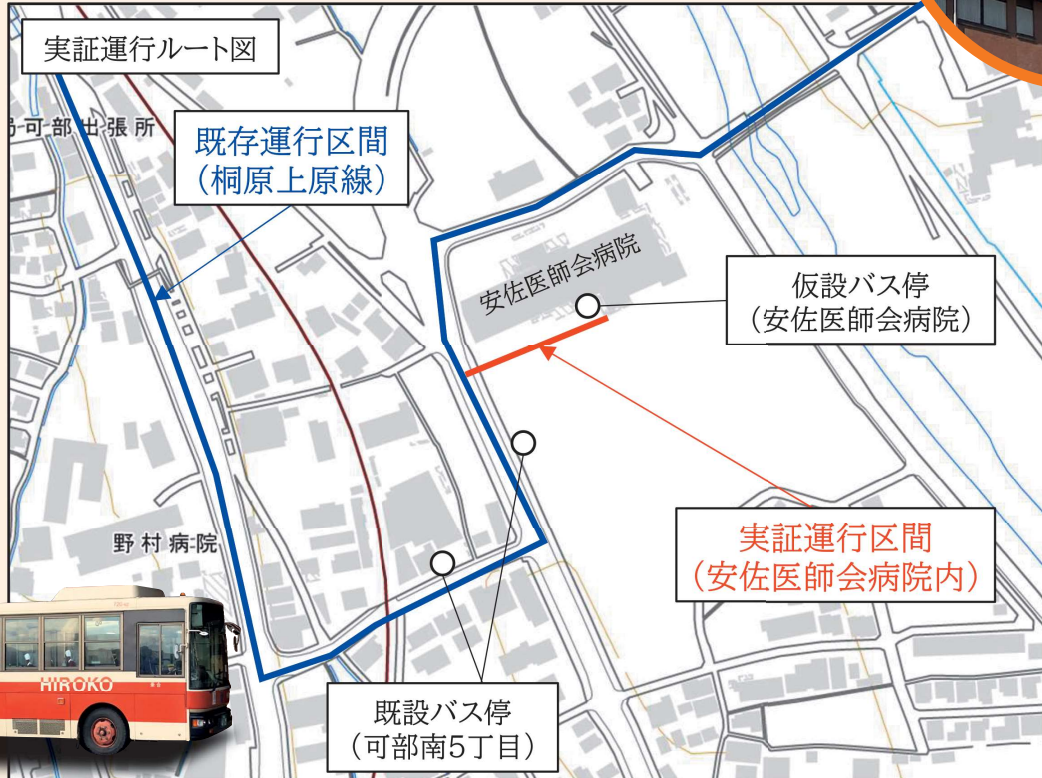 実証運行ルート図
可部出張所
既存運行区間
（桐原上原線）
安佐医師会病院
仮設バス停
（安佐医師会病院）
実証運行区間
（安佐医師会病院内）
野村病院
HIROKO
既設バス停
（可部南5丁目）